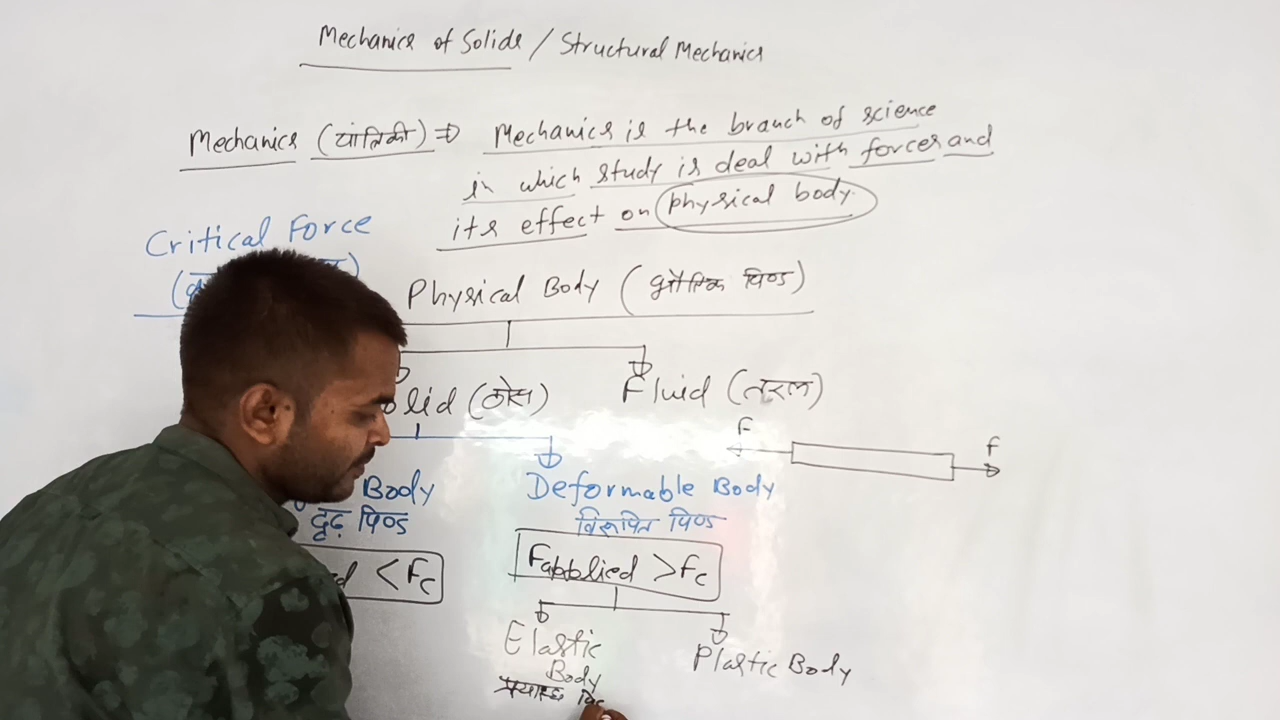 Mechanics of Solids / Structural Mechanics
Mechanics (यांत्रिकी) ⇒ Mechanics is the branch of science
in which study is deal with forces and
its effect on physical body
Critical Force
Physical Body (भौतिक पिण्ड)
lid (ठोस)
Fluid (तरल)
F
f
Body
Deformable Body
दृढ़ पिण्ड
विरूपित पिण्ड
< Fc
Fapplied > Fc
Elastic
Body
Plastic Body